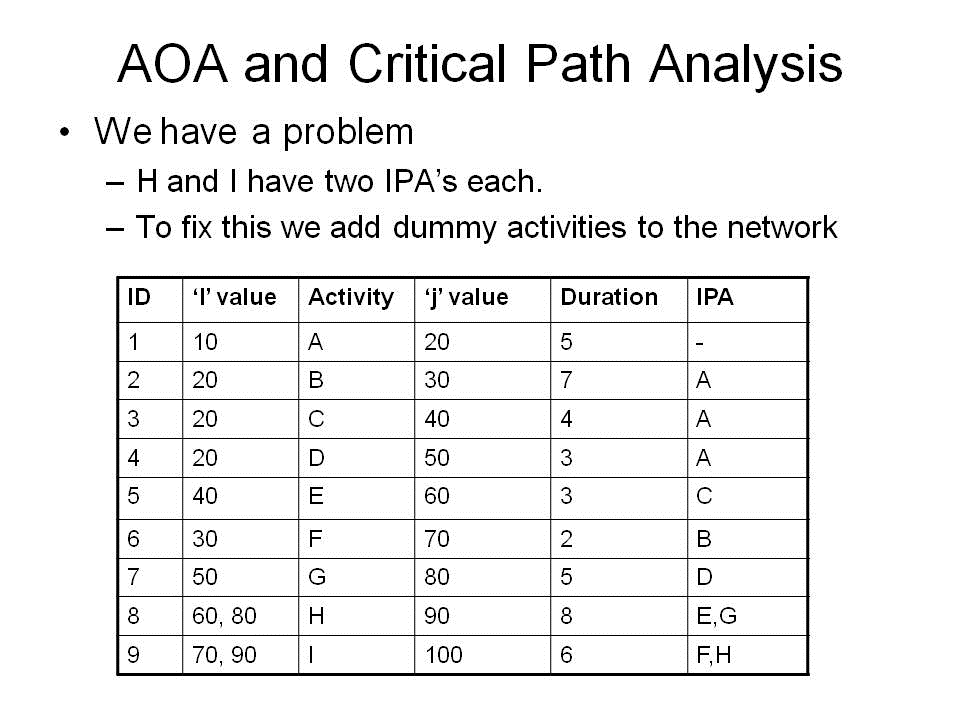 AOA and Critical Path Analysis
• We have a problem
– H and I have two IPA's each.
– To fix this we add dummy activities to the network
ID ‘I’ value Activity ‘j’ value Duration IPA
1 10 A 20 5 -
2 20 B 30 7 A
3 20 C 40 4 A
4 20 D 50 3 A
5 40 E 60 3 C
6 30 F 70 2 B
7 50 G 80 5 D
8 60, 80 H 90 8 E,G
9 70, 90 I 100 6 F,H